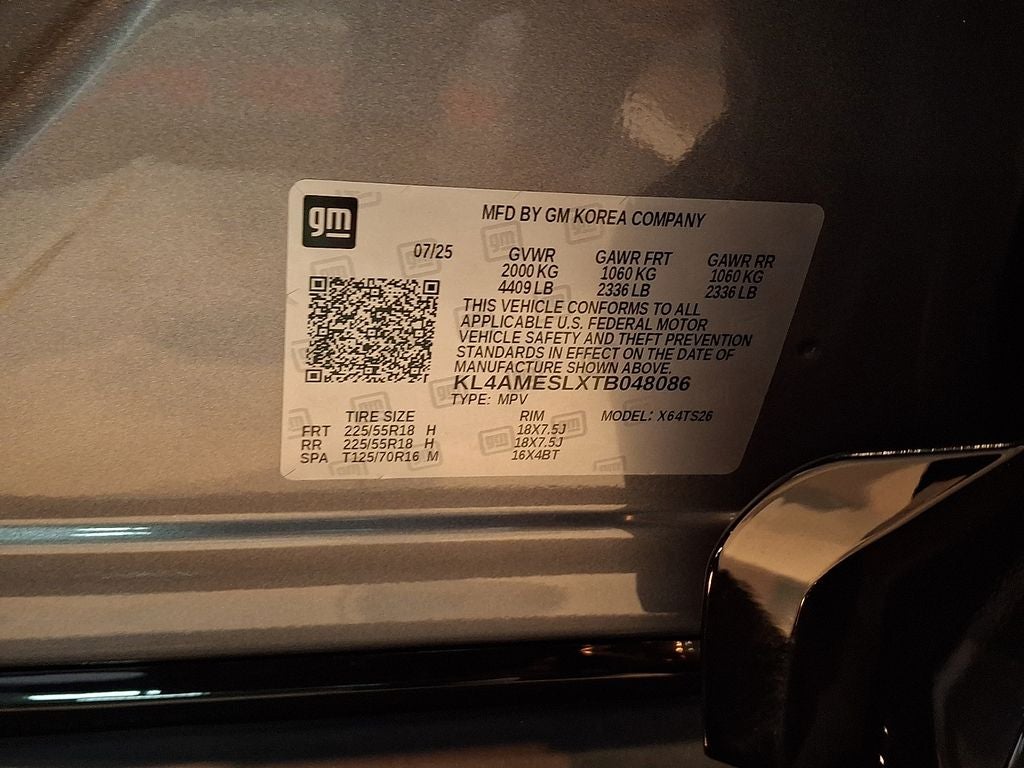 gm
MFD BY GM KOREA COMPANY
07/25
GVWR GAWR FRT GAWR RR
2000 KG 1060 KG 1060 KG
4409 LB 2336 LB 2336 LB
THIS VEHICLE CONFORMS TO ALL
APPLICABLE U.S. FEDERAL MOTOR
VEHICLE SAFETY AND THEFT PREVENTION
STANDARDS IN EFFECT ON THE DATE OF
MANUFACTURE SHOWN ABOVE.
KL4AMESLXTB048086
TYPE: MPV
TIRE SIZE RIM MODEL: X64TS26
FRT 225/55R18 H 18X7.5J
RR 225/55R18 H 18X7.5J
SPA T125/70R16 M 16X4BT